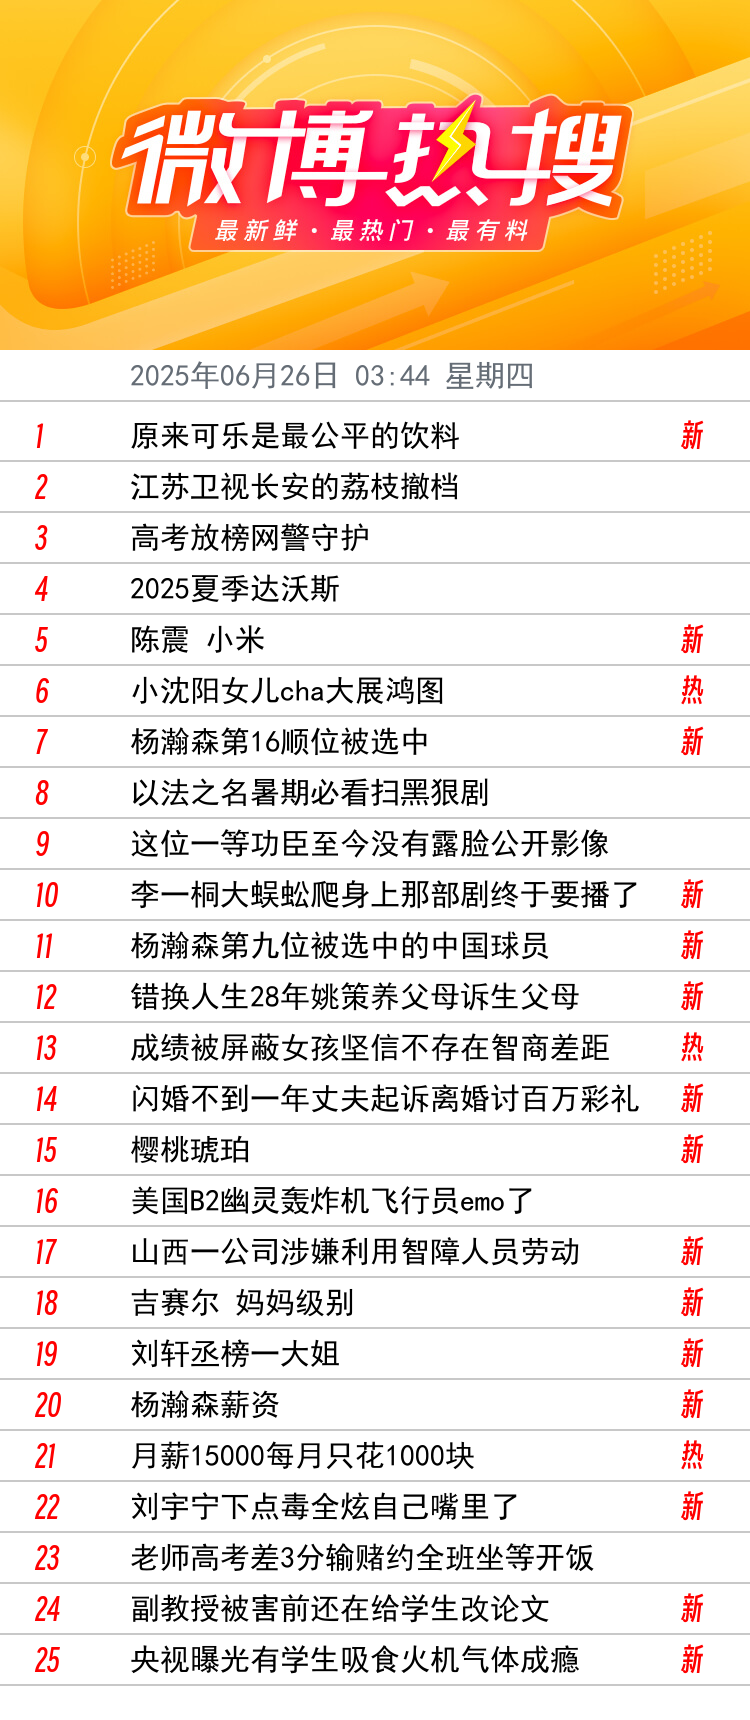 微博热搜
最新鲜·最热门·最有料
2025年06月26日 03:44 星期四
1 原来可乐是最公平的饮料 新
2 江苏卫视长安的荔枝撤档
3 高考放榜网警守护
4 2025夏季达沃斯
5 陈震 小米 新
6 小沈阳女儿cha大展鸿图 热
7 杨瀚森第16顺位被选中 新
8 以法之名暑期必看扫黑狠剧
9 这位一等功臣至今没有露脸公开影像
10 李一桐大蜈蚣爬身上那部剧终于要播了 新
11 杨瀚森第九位被选中的中国球员 新
12 错换人生28年姚策养父母诉生父母 新
13 成绩被屏蔽女孩坚信不存在智商差距 热
14 闪婚不到一年丈夫起诉离婚讨百万彩礼 新
15 樱桃琥珀 新
16 美国B2幽灵轰炸机飞行员emo了
17 山西一公司涉嫌利用智障人员劳动 新
18 吉赛尔 妈妈级别 新
19 刘轩丞榜一大姐 新
20 杨瀚森薪资 新
21 月薪15000每月只花1000块 热
22 刘宇宁下点毒全炫自己嘴里了 新
23 老师高考差3分输赌约全班坐等开饭
24 副教授被害前还在给学生改论文 新
25 央视曝光有学生吸食火机气体成瘾 新